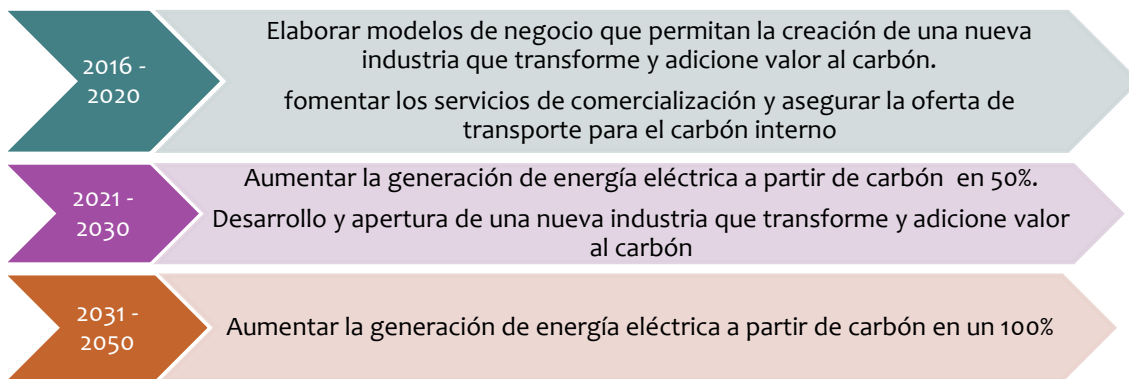 2016 -
2020
Elaborar modelos de negocio que permitan la creación de una nueva
industria que transforme y adicione valor al carbón.
fomentar los servicios de comercialización y asegurar la oferta de
transporte para el carbón interno
2021 -
2030
Aumentar la generación de energía eléctrica a partir de carbón en 50%.
Desarrollo y apertura de una nueva industria que transforme y adicione valor
al carbón
2031 -
2050
Aumentar la generación de energía eléctrica a partir de carbón en un 100%